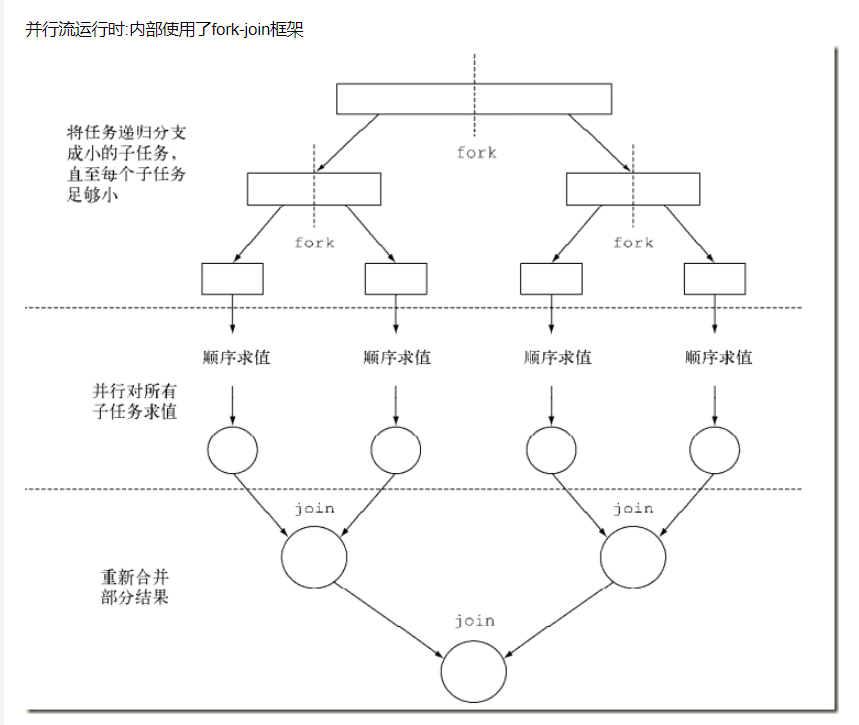 并行流运行时:内部使用了fork-join框架
将任务递归分支
成小的子任务，
直至每个子任务
足够小
fork
fork
fork
顺序求值
顺序求值
顺序求值
顺序求值
并行对所有
子任务求值
join
join
重新合并
部分结果
join